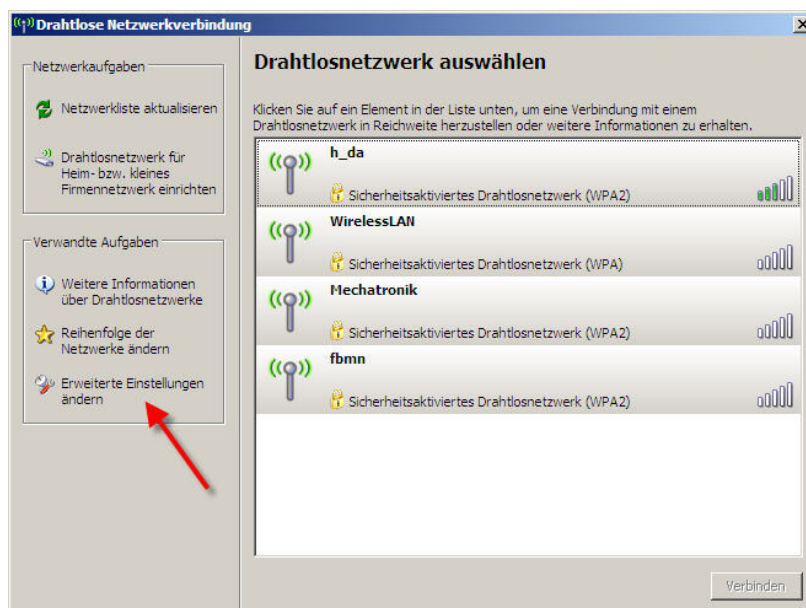 Drahtlose Netzwerkverbindung
Netzwerkaufgaben
Netzwerkliste aktualisieren
Drahtlosnetzwerk für
Heim- bzw. kleines
Firmennetzwerk einrichten
Verwandte Aufgaben
Weitere Informationen
über Drahtlosnetzwerke
Reihenfolge der
Netzwerke ändern
Erweiterte Einstellungen
ändern
Drahtlosnetzwerk auswählen
Klicken Sie auf ein Element in der Liste unten, um eine Verbindung mit einem
Drahtlosnetzwerk in Reichweite herzustellen oder weitere Informationen zu erhalten.
h_da
Sicherheitsaktiviertes Drahtlosnetzwerk (WPA2)
WirelessLAN
Sicherheitsaktiviertes Drahtlosnetzwerk (WPA)
Mechatronik
Sicherheitsaktiviertes Drahtlosnetzwerk (WPA2)
fbmn
Sicherheitsaktiviertes Drahtlosnetzwerk (WPA2)
Verbinden